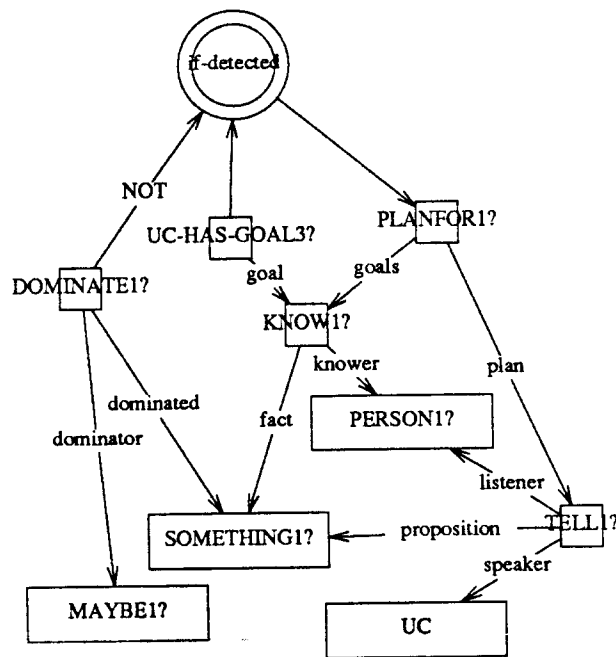 if-detected
NOT
PLANFOR1?
UC-HAS-GOAL3?
goal
goals
DOMINATE1?
KNOW1?
knower
plan
dominated
fact
PERSON1?
dominator
listener
SOMETHING1?
proposition
TELL1?
speaker
MAYBE1?
UC